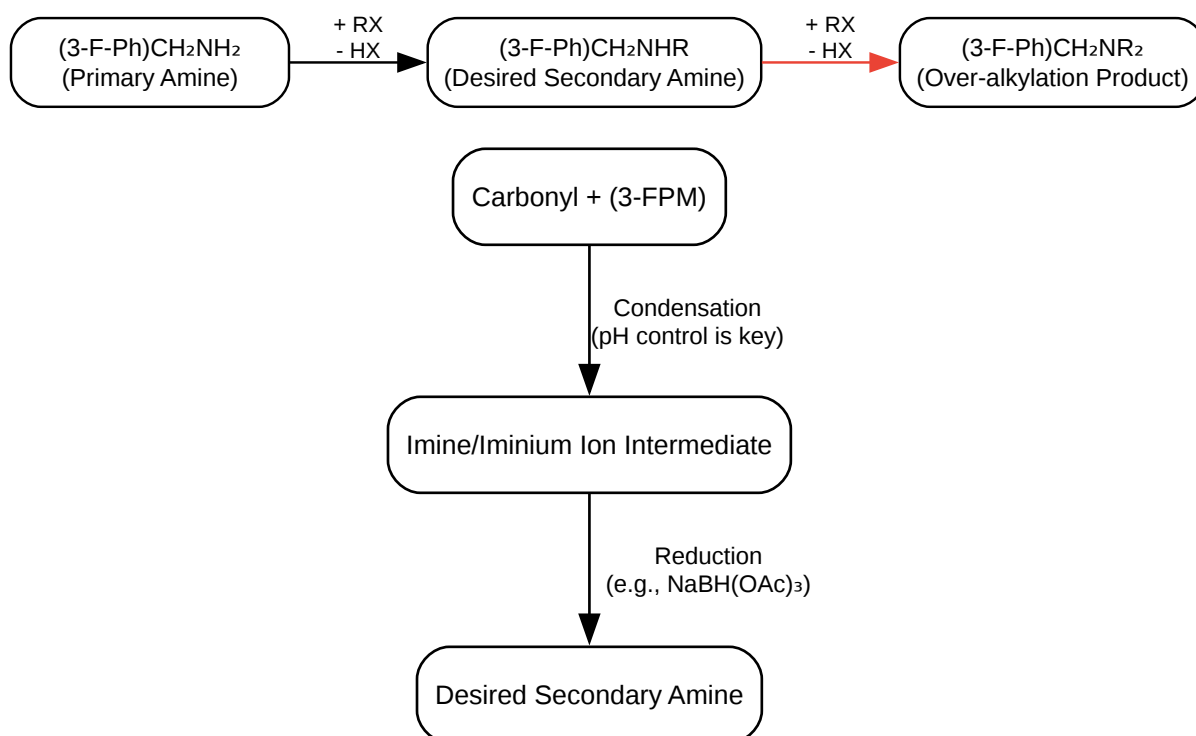 (3-F-Ph)CH₂NH₂
(Primary Amine)
+ RX
- HX
(3-F-Ph)CH₂NHR
(Desired Secondary Amine)
+ RX
- HX
(3-F-Ph)CH₂NR₂
(Over-alkylation Product)
Carbonyl + (3-FPM)
Condensation
(pH control is key)
Imine/Iminium Ion Intermediate
Reduction
(e.g., NaBH(OAc)₃)
Desired Secondary Amine